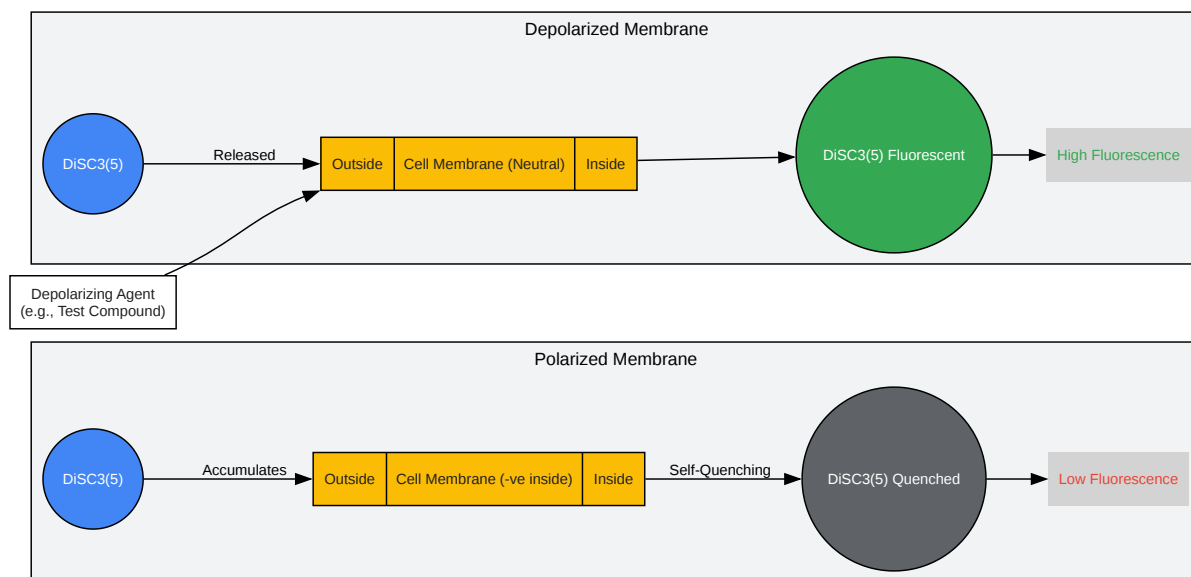 Depolarized Membrane
DiSC3(5)
Released
Outside
Cell Membrane (Neutral)
Inside
DiSC3(5) Fluorescent
High Fluorescence
Depolarizing Agent
(e.g., Test Compound)
Polarized Membrane
DiSC3(5)
Accumulates
Outside
Cell Membrane (-ve inside)
Inside
Self-Quenching
DiSC3(5) Quenched
Low Fluorescence